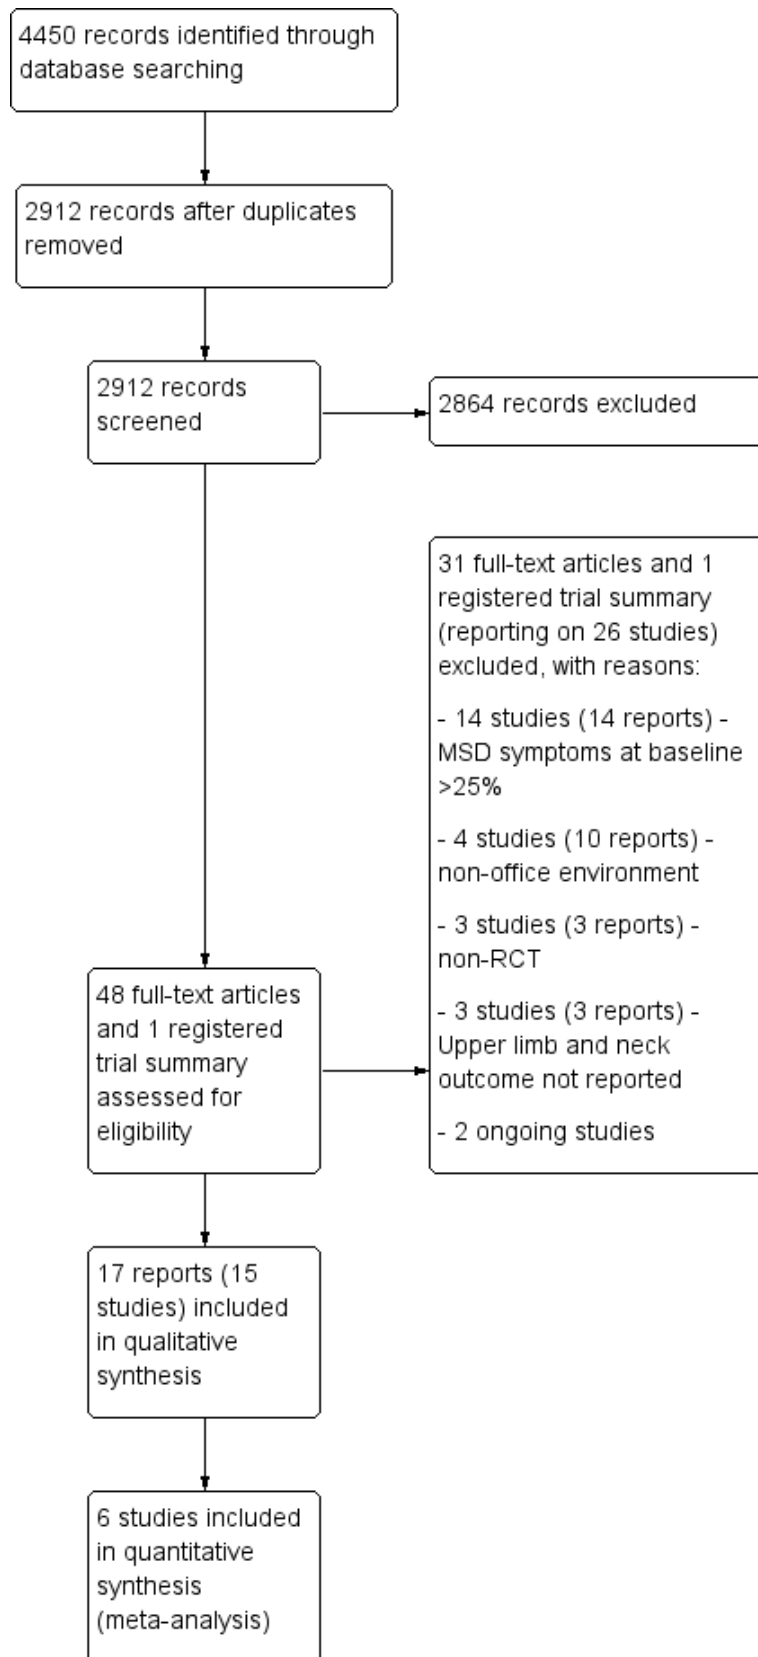 4450 records identified through
database searching
2912 records after duplicates
removed
2912 records
screened
2864 records excluded
31 full-text articles and 1
registered trial summary
(reporting on 26 studies)
excluded, with reasons:
- 14 studies (14 reports) -
MSD symptoms at baseline
>25%
- 4 studies (10 reports) -
non-office environment
- 3 studies (3 reports) -
non-RCT
- 3 studies (3 reports) -
Upper limb and neck
outcome not reported
- 2 ongoing studies
48 full-text articles
and 1 registered
trial summary
assessed for
eligibility
17 reports (15
studies) included
in qualitative
synthesis
6 studies included
in quantitative
synthesis
(meta-analysis)